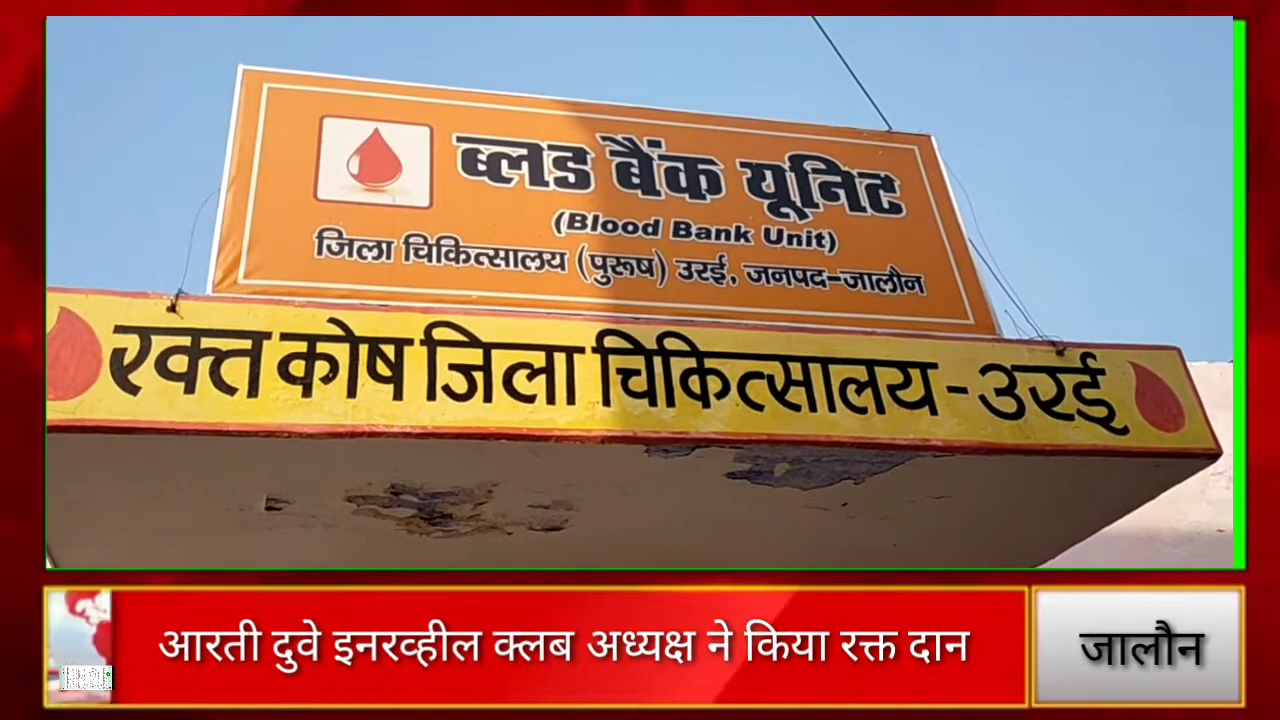 ब्लड बैंक यूनिट
(Blood Bank Unit)
जिला चिकित्सालय (पुरूष) उरई, जनपद-जालौन
रक्त कोष जिला चिकित्सालय - उरई
आरती दुवे इनरव्हील क्लब अध्यक्ष ने किया रक्त दान
जालौन